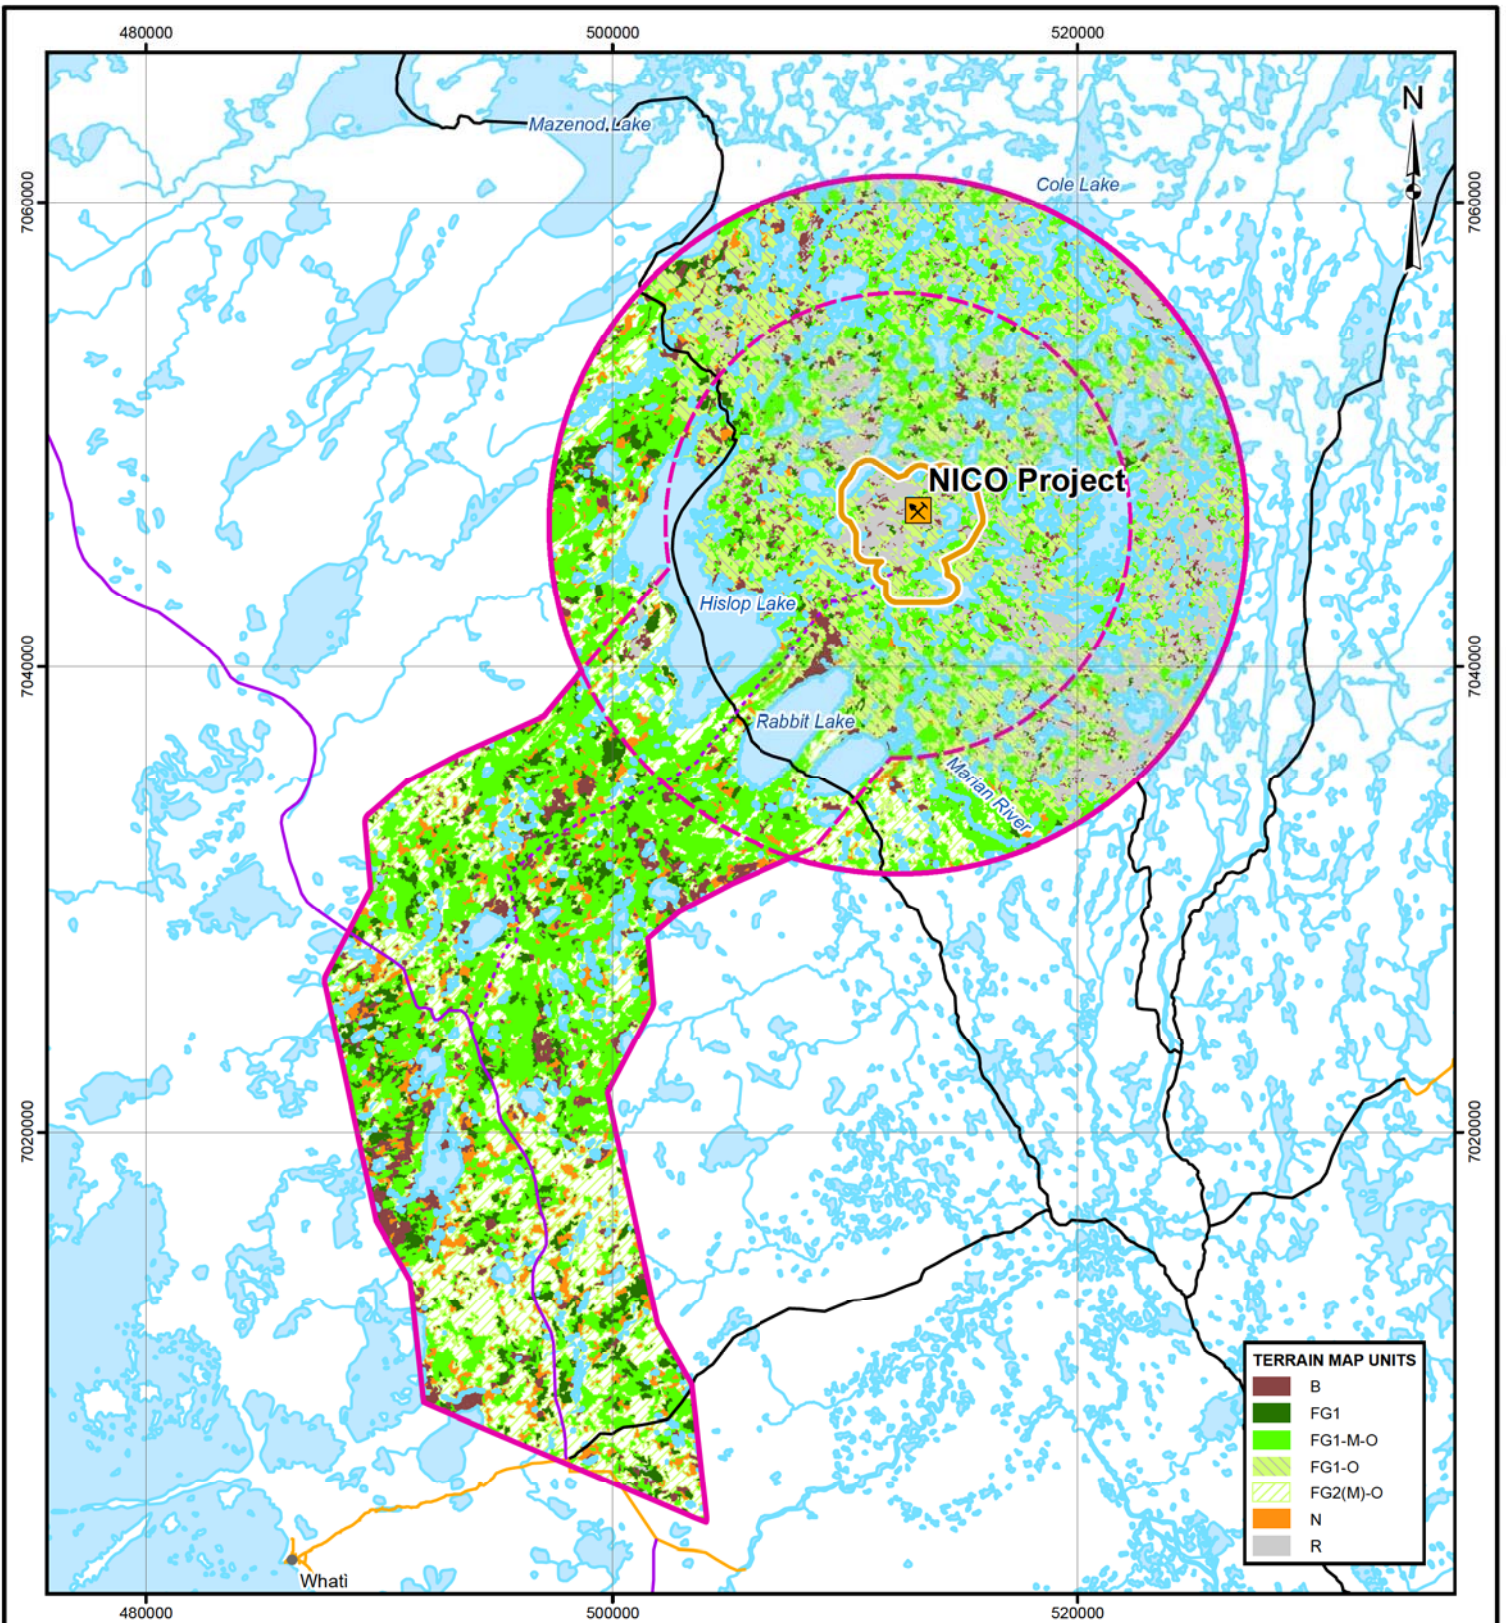 480000
500000
520000
N
Mazenod Lake
Cole Lake
7060000
7060000
NICO Project
Hislop Lake
7040000
7040000
Rabbit Lake
Marian River
7020000
7020000
TERRAIN MAP UNITS
B
FG1
FG1-M-O
FG1-O
FG2(M)-O
N
R
Whatì
480000
500000
520000